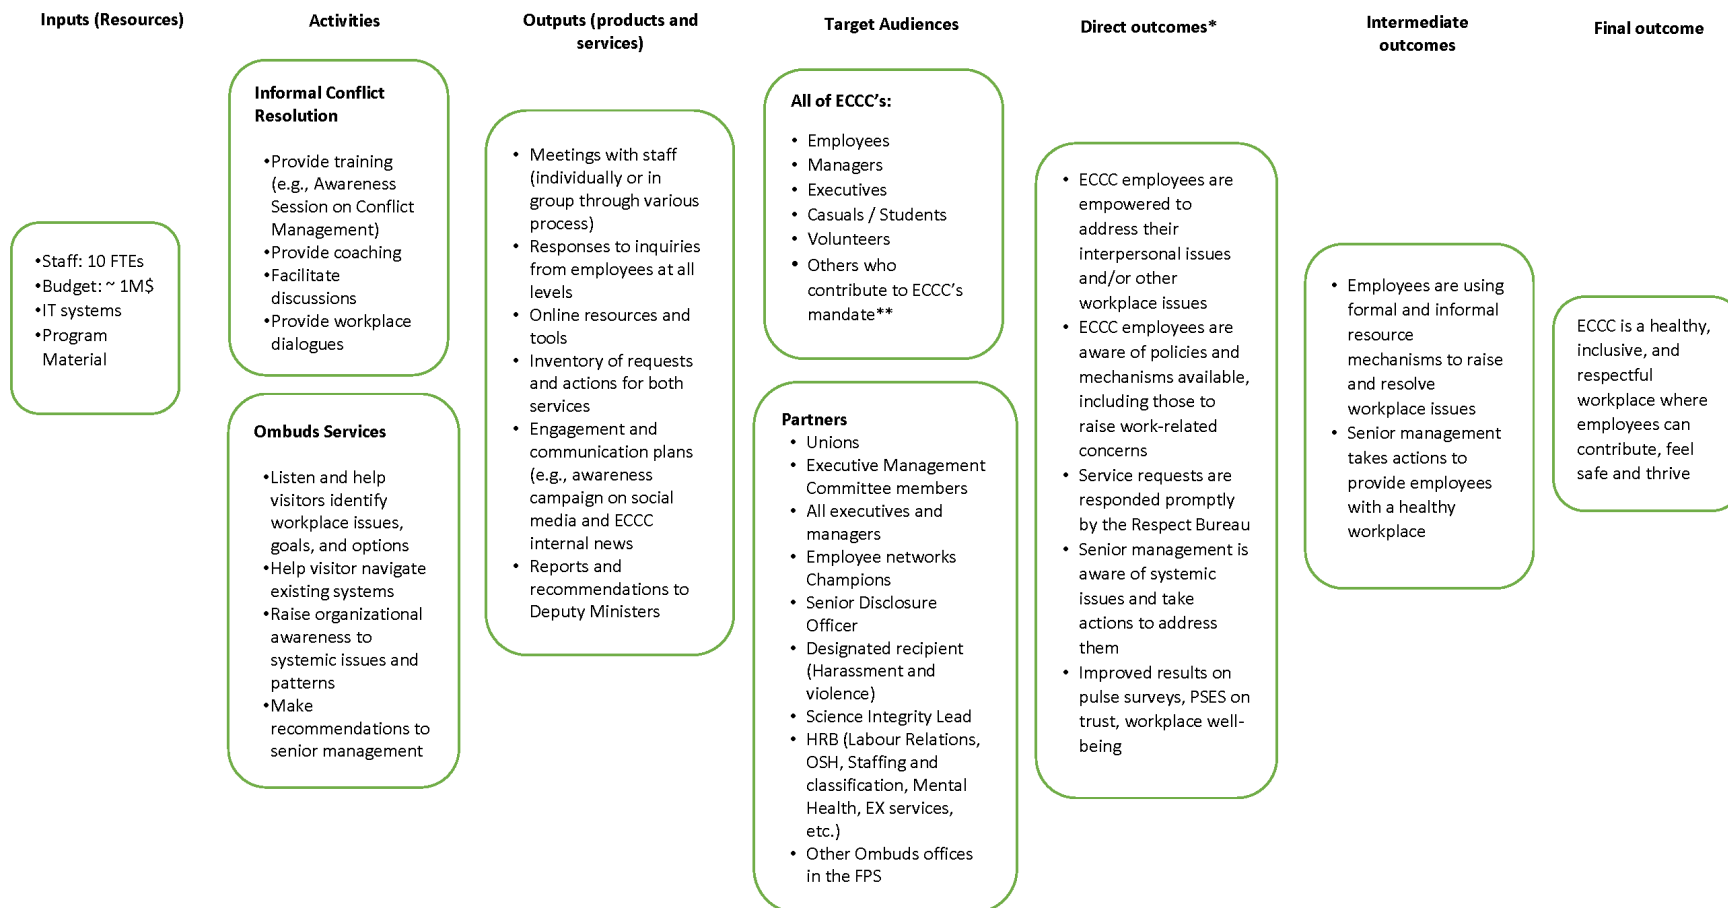 Inputs (Resources)
Activities
Outputs (products and
services)
Target Audiences
Direct outcomes*
Intermediate
outcomes
Final outcome
•Staff: 10 FTEs
•Budget: ~ 1M$
•IT systems
•Program
Material
Informal Conflict
Resolution
•Provide training
(e.g., Awareness
Session on Conflict
Management)
•Provide coaching
•Facilitate
discussions
•Provide workplace
dialogues
Ombuds Services
•Listen and help
visitors identify
workplace issues,
goals, and options
•Help visitor navigate
existing systems
•Raise organizational
awareness to
systemic issues and
patterns
•Make
recommendations to
senior management
• Meetings with staff
(individually or in
group through various
process)
• Responses to inquiries
from employees at all
levels
• Online resources and
tools
• Inventory of requests
and actions for both
services
• Engagement and
communication plans
(e.g., awareness
campaign on social
media and ECCC
internal news
• Reports and
recommendations to
Deputy Ministers
All of ECCC's:
• Employees
• Managers
• Executives
• Casuals / Students
• Volunteers
• Others who
contribute to ECCC's
mandate**
Partners
• Unions
• Executive Management
Committee members
• All executives and
managers
• Employee networks
Champions
• Senior Disclosure
Officer
• Designated recipient
(Harassment and
violence)
• Science Integrity Lead
• HRB (Labour Relations,
OSH, Staffing and
classification, Mental
Health, EX services,
etc.)
• Other Ombuds offices
in the FPS
• ECCC employees are
empowered to
address their
interpersonal issues
and/or other
workplace issues
• ECCC employees are
aware of policies and
mechanisms available,
including those to
raise work-related
concerns
• Service requests are
responded promptly
by the Respect Bureau
• Senior management is
aware of systemic
issues and take
actions to address
them
• Improved results on
pulse surveys, PSES on
trust, workplace well-
being
• Employees are using
formal and informal
resource
mechanisms to raise
and resolve
workplace issues
• Senior management
takes actions to
provide employees
with a healthy
workplace
ECCC is a healthy,
inclusive, and
respectful
workplace where
employees can
contribute, feel
safe and thrive